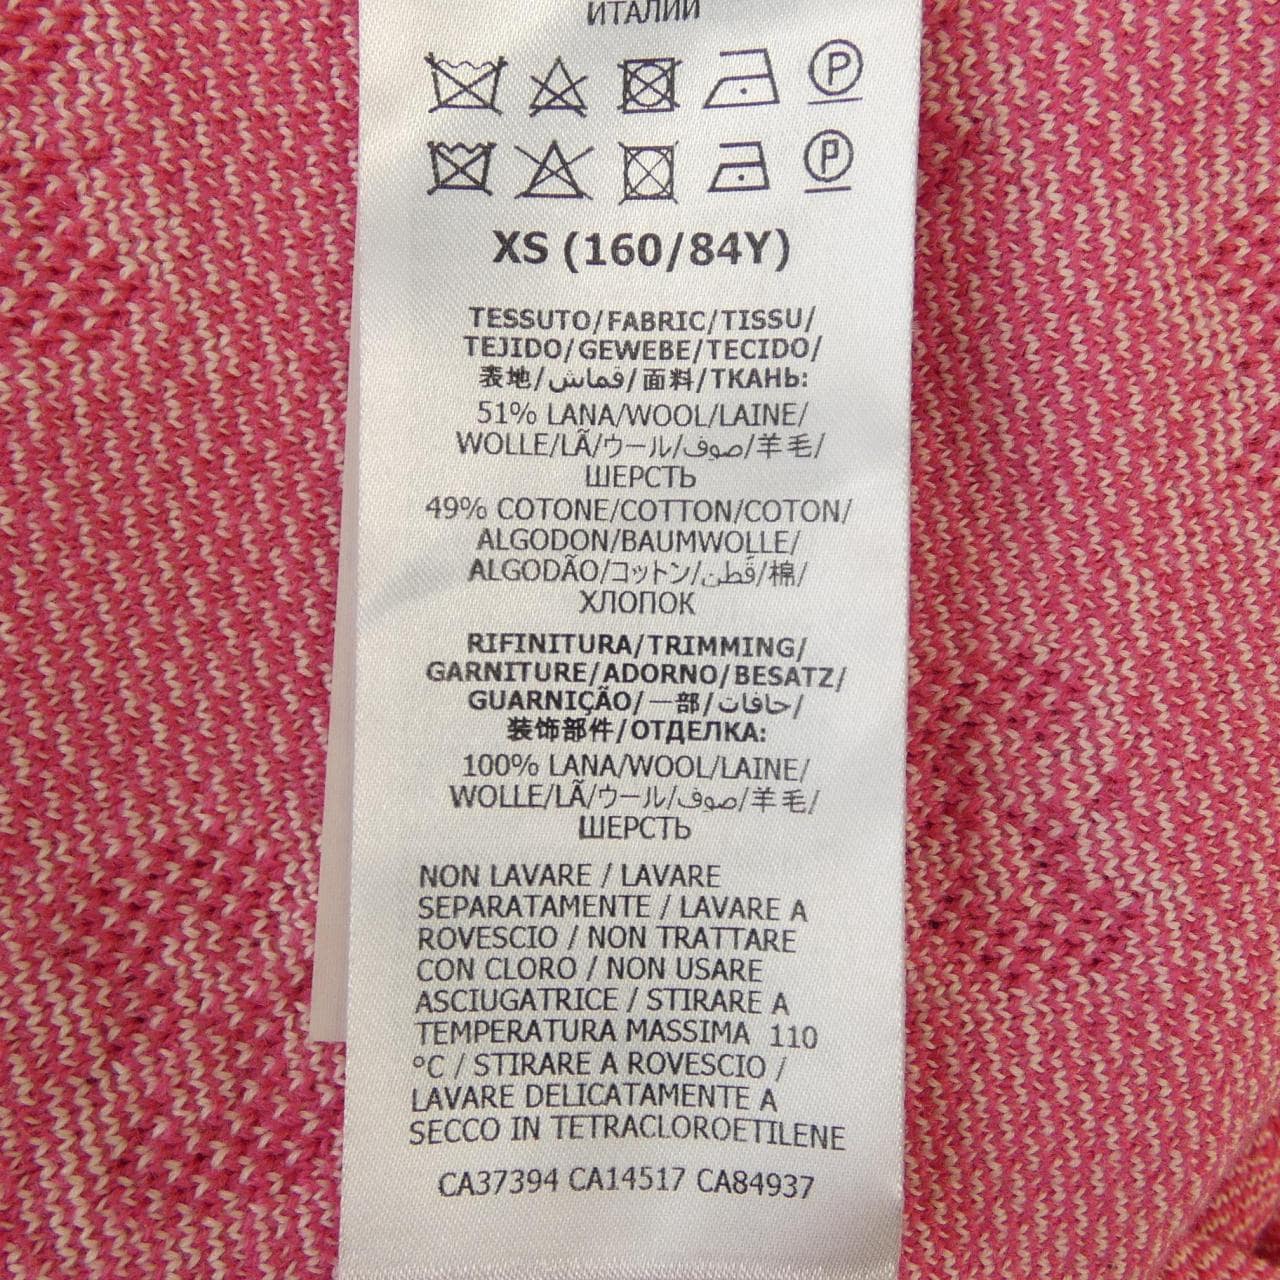 ИТАЛИИ
P
P
XS (160/84Y)
TESSUTO/FABRIC/TISSU/
TEJIDO/GEWEBE/TECIDO/
表地/قماش/面料/ТКАНЬ:
51% LANA/WOOL/LAINE/
WOLLE/LÃ/ウール/صوف/羊毛/
ШЕРСТЬ
49% COTONE/COTTON/COTON/
ALGODON/BAUMWOLLE/
ALGODÃO/コットン/قطن/棉/
ХЛОПОК
RIFINITURA/TRIMMING/
GARNITURE/ADORNO/BESATZ/
GUARNIÇÃO/一部/حافات/
装饰部件/ОТДЕЛКА:
100% LANA/WOOL/LAINE/
WOLLE/LÃ/ウール/صوف/羊毛/
ШЕРСТЬ
NON LAVARE / LAVARE
SEPARATAMENTE / LAVARE A
ROVESCIO / NON TRATTARE
CON CLORO / NON USARE
ASCIUGATRICE / STIRARE A
TEMPERATURA MASSIMA 110
°C / STIRARE A ROVESCIO /
LAVARE DELICATAMENTE A
SECCO IN TETRACLOROETILENE
CA37394 CA14517 CA84937